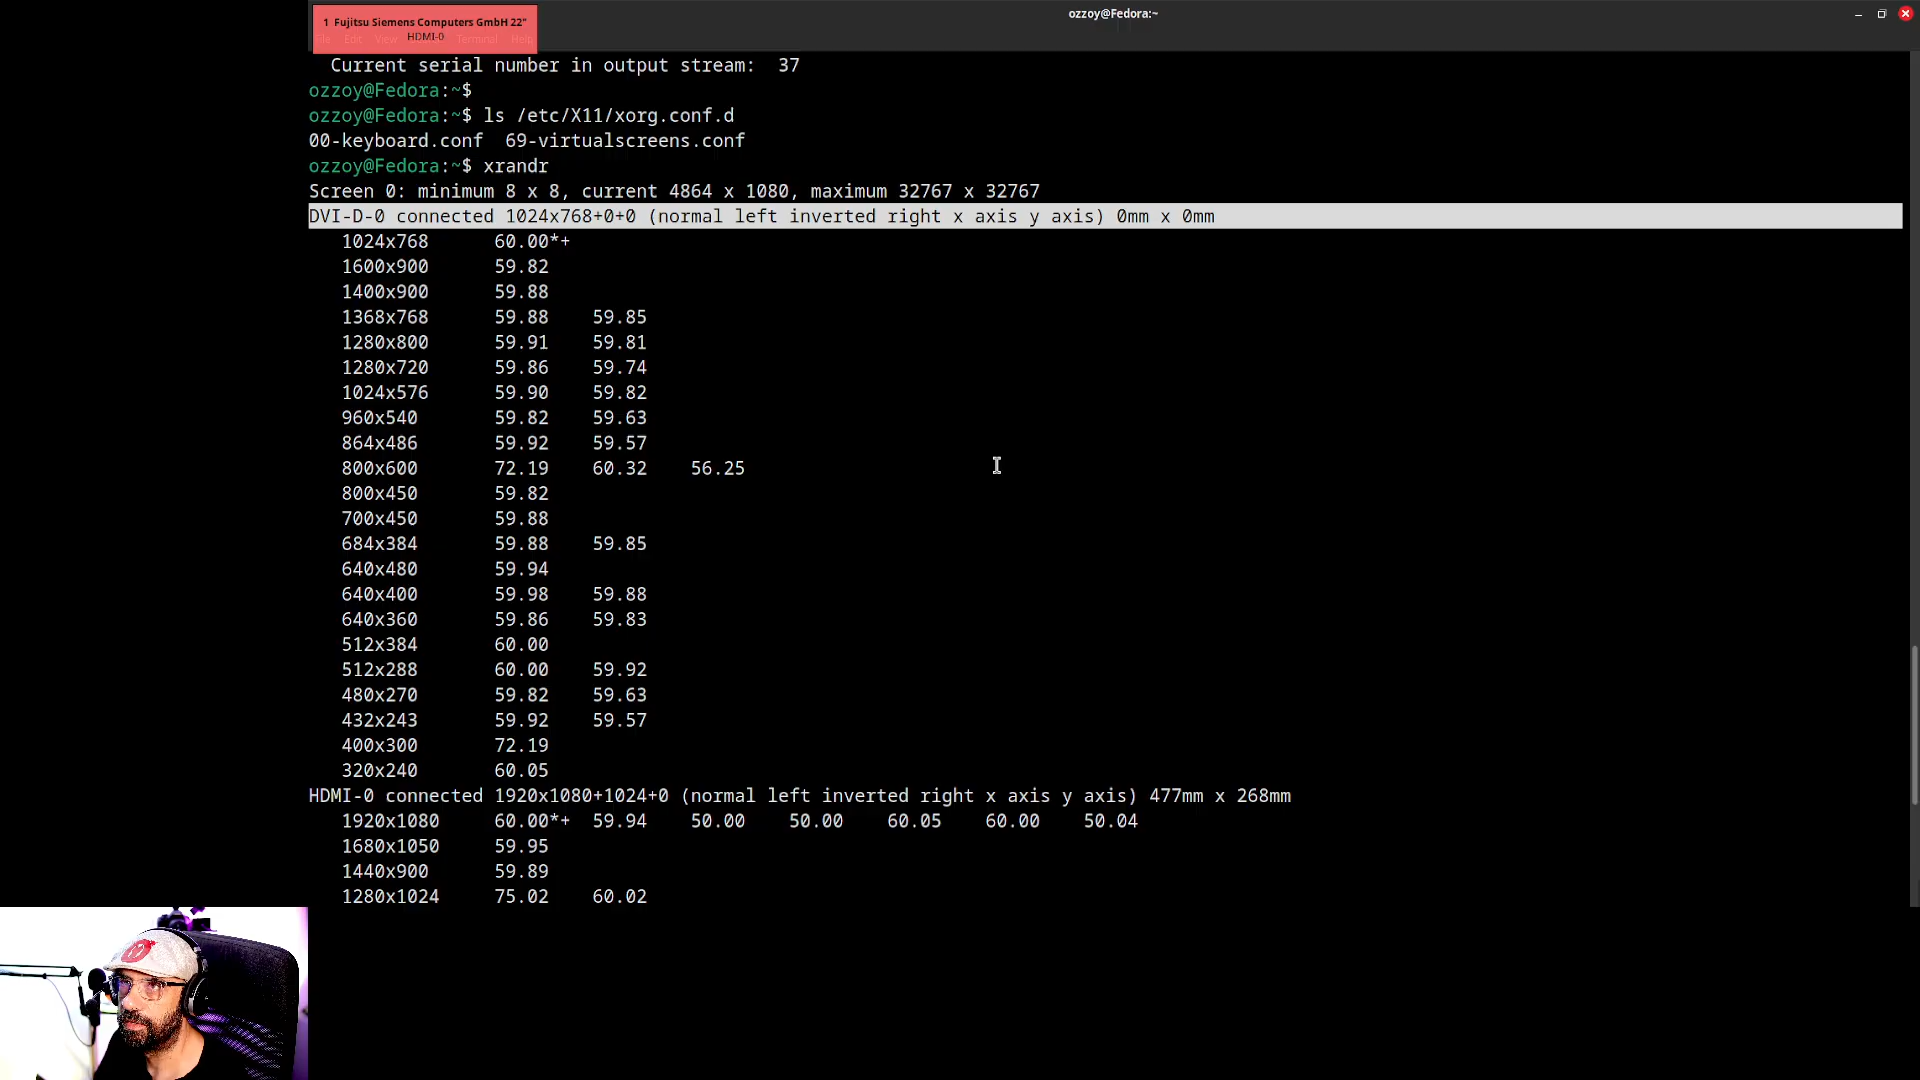 1 Fujitsu Siemens Computers GmbH 22"
HDMI-0
File Edit View Terminal Help
ozzoy@Fedora:~
Current serial number in output stream:  37
ozzoy@Fedora:~$
ozzoy@Fedora:~$ ls /etc/X11/xorg.conf.d
00-keyboard.conf  69-virtualscreens.conf
ozzoy@Fedora:~$ xrandr
Screen 0: minimum 8 x 8, current 4864 x 1080, maximum 32767 x 32767
DVI-D-0 connected 1024x768+0+0 (normal left inverted right x axis y axis) 0mm x 0mm
1024x768      60.00*+
1600x900      59.82
1400x900      59.88
1368x768      59.88    59.85
1280x800      59.91    59.81
1280x720      59.86    59.74
1024x576      59.90    59.82
960x540       59.82    59.63
864x486       59.92    59.57
800x600       72.19    60.32    56.25
800x450       59.82
700x450       59.88
684x384       59.88    59.85
640x480       59.94
640x400       59.98    59.88
640x360       59.86    59.83
512x384       60.00
512x288       60.00    59.92
480x270       59.82    59.63
432x243       59.92    59.57
400x300       72.19
320x240       60.05
HDMI-0 connected 1920x1080+1024+0 (normal left inverted right x axis y axis) 477mm x 268mm
1920x1080     60.00*+  59.94    50.00    50.00    60.05    60.00    50.04
1680x1050     59.95
1440x900      59.89
1280x1024     75.02    60.02